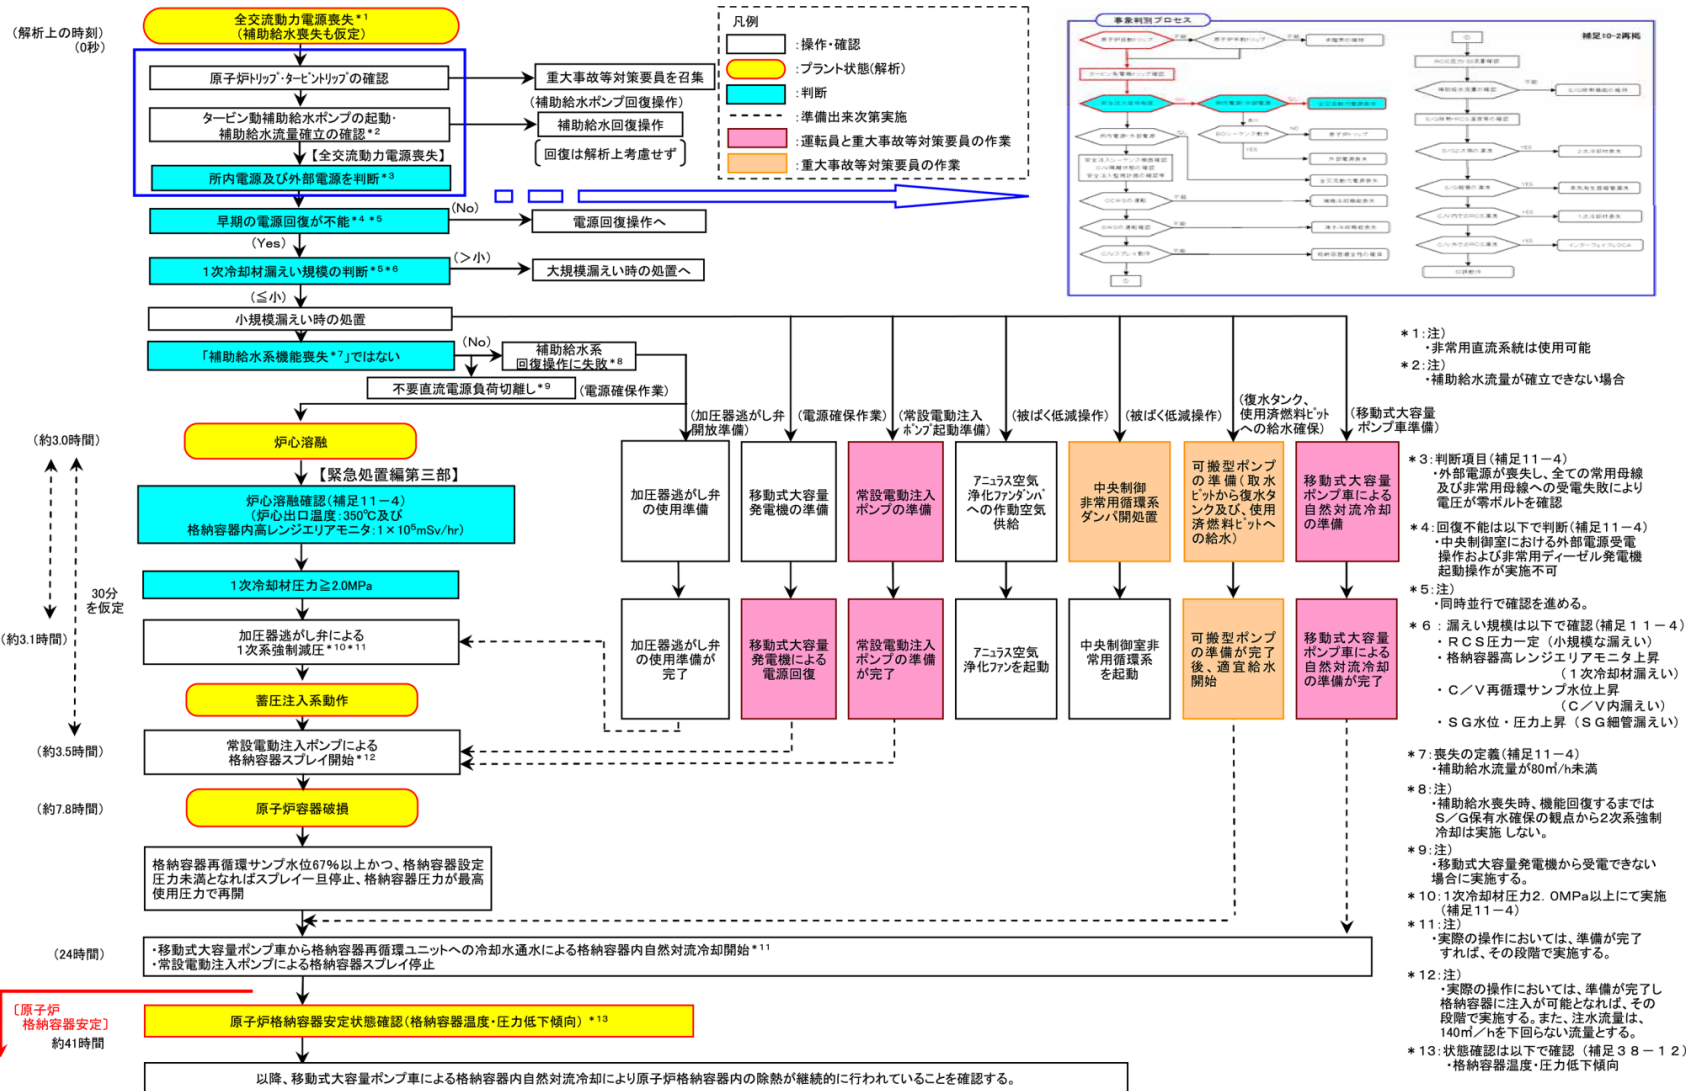 (解析上の時刻)
(0秒)
全交流動力電源喪失*1
(補助給水喪失も仮定)
原子炉トリップ・タービントリップの確認
重大事故等対策要員を召集
タービン動補助給水ポンプの起動・
補助給水流量確立の確認*2
(補助給水ポンプ回復操作)
補助給水回復操作
回復は解析上考慮せず
【全交流動力電源喪失】
所内電源及び外部電源を判断*3
早期の電源回復が不能*4 *5
(No)
電源回復操作へ
(Yes)
1次冷却材漏えい規模の判断*5*6
(>小)
大規模漏えい時の処置へ
(≦小)
小規模漏えい時の処置
「補助給水系機能喪失*7」ではない
(No)
補助給水系
回復操作に失敗*8
不要直流電源負荷切離し*9
(電源確保作業)
凡例
:操作・確認
:プラント状態(解析)
:判断
:準備出来次第実施
:運転員と重大事故等対策要員の作業
:重大事故等対策要員の作業
事象判別プロセス
補足10-2再掲
(約3.0時間)
炉心溶融
【緊急処置編第三部】
炉心溶融確認(補足11-4)
(炉心出口温度:350℃及び
格納容器内高レンジエリアモニタ:1×10⁵mSv/hr)
1次冷却材圧力≧2.0MPa
30分
を仮定
(約3.1時間)
加圧器逃がし弁による
1次系強制減圧*10*11
蓄圧注入系動作
(約3.5時間)
常設電動注入ポンプによる
格納容器スプレイ開始*12
(約7.8時間)
原子炉容器破損
格納容器再循環サンプ水位67%以上かつ、格納容器設定
圧力未満となればスプレイ一旦停止、格納容器圧力が最高
使用圧力で再開
(24時間)
・移動式大容量ポンプ車から格納容器再循環ユニットへの冷却水通水による格納容器内自然対流冷却開始*11
・常設電動注入ポンプによる格納容器スプレイ停止
〔原子炉
格納容器安定〕
約41時間
原子炉格納容器安定状態確認(格納容器温度・圧力低下傾向) *13
以降、移動式大容量ポンプ車による格納容器内自然対流冷却により原子炉格納容器内の除熱が継続的に行われていることを確認する。
(加圧器逃がし弁
開放準備)
加圧器逃がし弁
の使用準備
加圧器逃がし弁
の使用準備が
完了
(電源確保作業)
移動式大容量
発電機の準備
移動式大容量
発電機による
電源回復
(常設電動注入
ポンプ起動準備)
常設電動注入
ポンプの準備
常設電動注入
ポンプの準備
が完了
(被ばく低減操作)
アニュラス空気
浄化ファンダンパ
への作動空気
供給
アニュラス空気
浄化ファンを起動
(被ばく低減操作)
中央制御
非常用循環系
ダンパ開処置
中央制御室非
常用循環系
を起動
(復水タンク、
使用済燃料ピット
への給水確保)
可搬型ポンプ
の準備(取水
ピットから復水タ
ンク及び、使用
済燃料ピットへ
の給水)
可搬型ポンプ
の準備が完了
後、適宜給水
開始
(移動式大容量
ポンプ車準備)
移動式大容量
ポンプ車による
自然対流冷却
の準備
移動式大容量
ポンプ車による
自然対流冷却
の準備が完了
*1:注)
・非常用直流系統は使用可能
*2:注)
・補助給水流量が確立できない場合
*3:判断項目(補足11-4)
・外部電源が喪失し、全ての常用母線
及び非常用母線への受電失敗により
電圧が零ボルトを確認
*4:回復不能は以下で判断(補足11-4)
・中央制御室における外部電源受電
操作および非常用ディーゼル発電機
起動操作が実施不可
*5:注)
・同時並行で確認を進める。
*6:漏えい規模は以下で確認(補足11-4)
・RCS圧力一定(小規模な漏えい)
・格納容器高レンジエリアモニタ上昇
(1次冷却材漏えい)
・C/V再循環サンプ水位上昇
(C/V内漏えい)
・SG水位・圧力上昇(SG細管漏えい)
*7:喪失の定義(補足11-4)
・補助給水流量が80㎥/h未満
*8:注)
・補助給水喪失時、機能回復するまでは
S/G保有水確保の観点から2次系強制
冷却は実施しない。
*9:注)
・移動式大容量発電機から受電できない
場合に実施する。
*10:1次冷却材圧力2.0MPa以上にて実施
(補足11-4)
*11:注)
・実際の操作においては、準備が完了
すれば、その段階で実施する。
*12:注)
・実際の操作においては、準備が完了し
格納容器に注入が可能となれば、その
段階で実施する。また、注水流量は、
140㎥/hを下回らない流量とする。
*13:状態確認は以下で確認(補足38-12)
・格納容器温度・圧力低下傾向